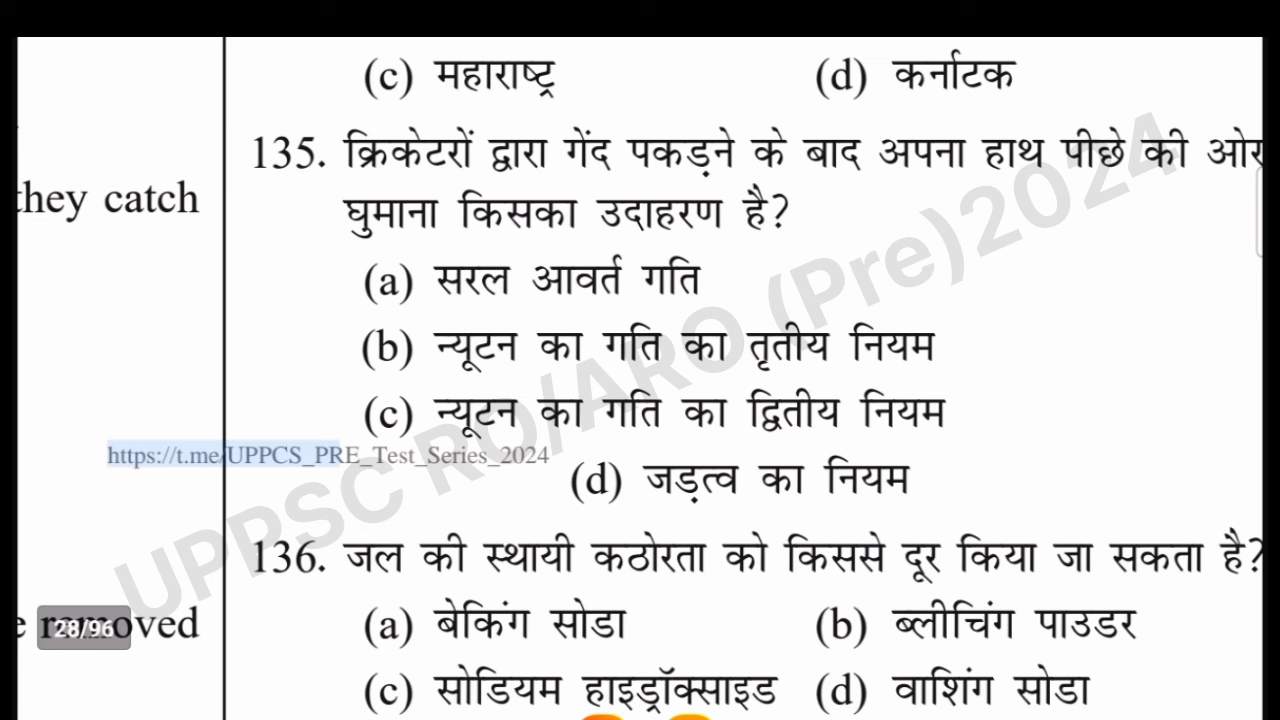 (c) महाराष्ट्र (d) कर्नाटक
135. क्रिकेटरों द्वारा गेंद पकड़ने के बाद अपना हाथ पीछे की ओर
they catch
घुमाना किसका उदाहरण है?
(a) सरल आवर्त गति
(b) न्यूटन का गति का तृतीय नियम
(c) न्यूटन का गति का द्वितीय नियम
https://t.me/UPPCS_PRE_Test_Series_2024
(d) जड़त्व का नियम
UPPSC RO/ARO (Pre)2024
136. जल की स्थायी कठोरता को किससे दूर किया जा सकता है?
(a) बेकिंग सोडा (b) ब्लीचिंग पाउडर
28/96
(c) सोडियम हाइड्रॉक्साइड (d) वाशिंग सोडा